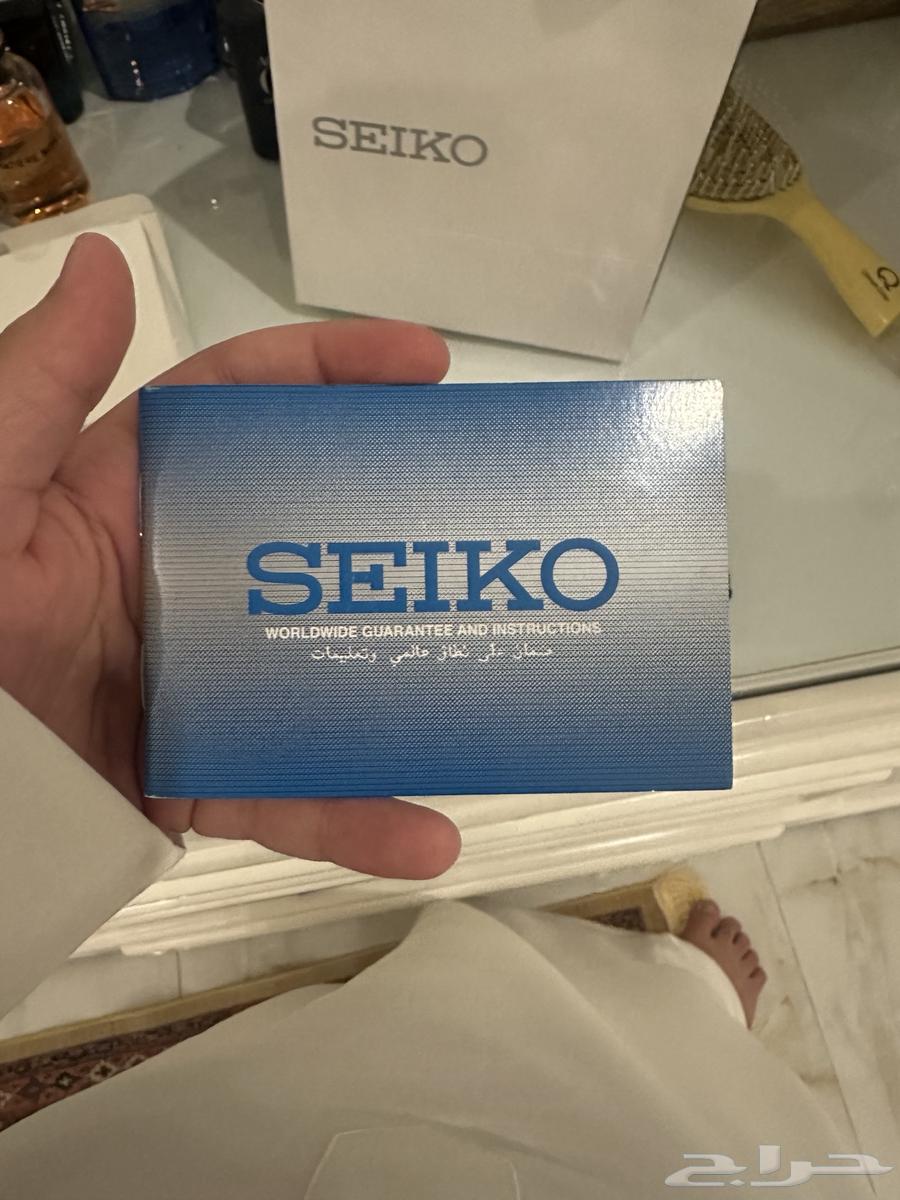 SEIKO
SEIKO
WORLDWIDE GUARANTEE AND INSTRUCTIONS
ضمان على نطاق عالمي وتعليمات
حراج